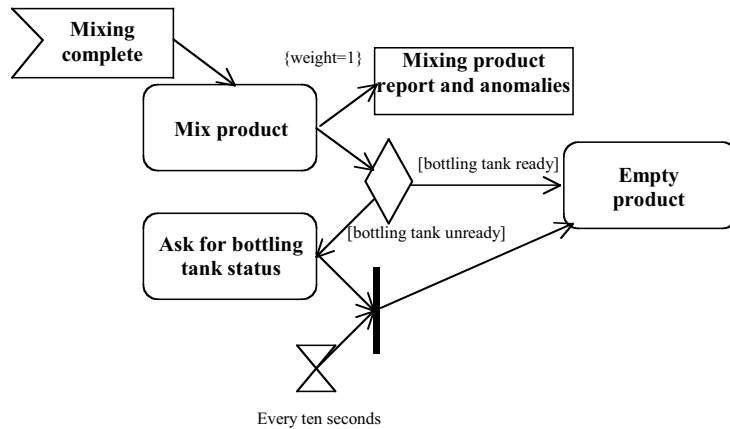 Mixing
complete
{weight=1}
Mixing product
report and anomalies
Mix product
[bottling tank ready]
Empty
product
[bottling tank unready]
Ask for bottling
tank status
Every ten seconds